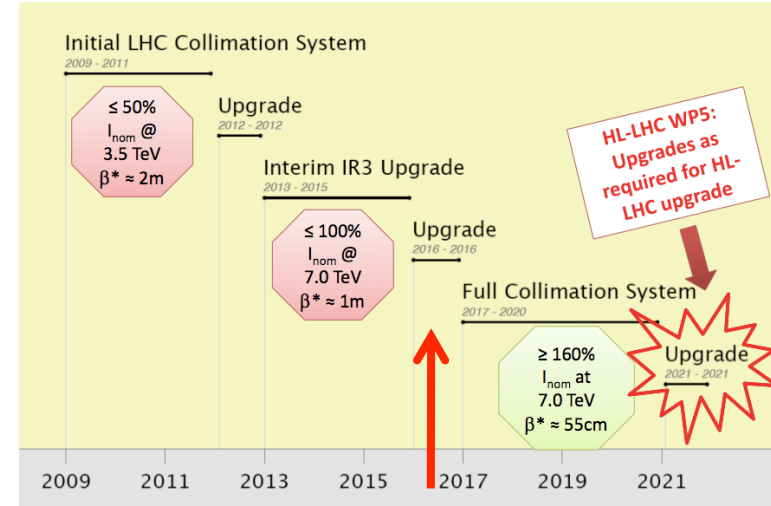 Initial LHC Collimation System
2009 - 2011
≤ 50%
I_nom @
3.5 TeV
β* ≈ 2m
Upgrade
2012 - 2012
Interim IR3 Upgrade
2013 - 2015
≤ 100%
I_nom @
7.0 TeV
β* ≈ 1m
Upgrade
2016 - 2016
HL-LHC WP5:
Upgrades as
required for HL-
LHC upgrade
Full Collimation System
2017 - 2020
≥ 160%
I_nom at
7.0 TeV
β* ≈ 55cm
Upgrade
2021 - 2021
2009 2011 2013 2015 2017 2019 2021